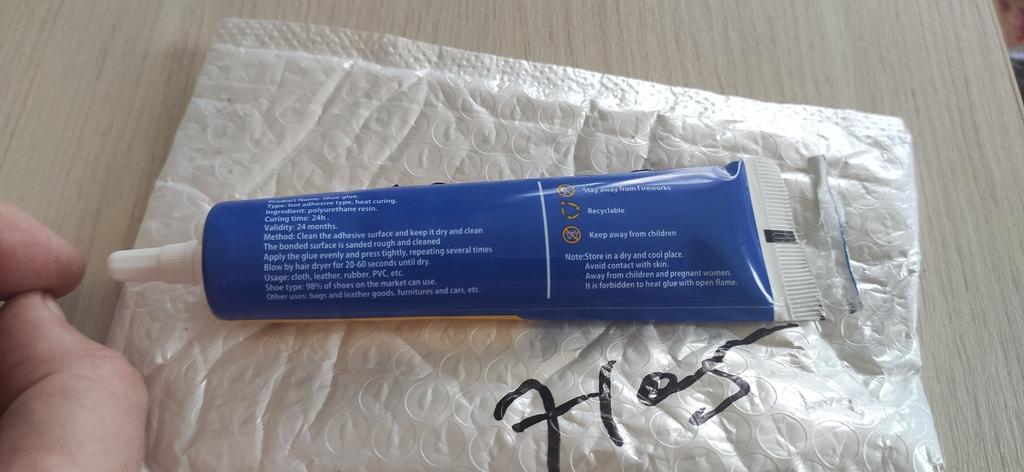 Product Name: Shoe glue.
Type: hot adhesive type, heat curing.
Ingredient: polyurethane resin.
Curing time: 24h .
Validity: 24 months.
Method: Clean the adhesive surface and keep it dry and clean
The bonded surface is sanded rough and cleaned
Apply the glue evenly and press tightly, repeating several times
Blow by hair dryer for 20-60 seconds until dry.
Usage: cloth, leather, rubber, PVC, etc.
Shoe type: 98% of shoes on the market can use.
Other uses: bags and leather goods, furnitures and cars, etc.
Stay away from fireworks
Recyclable
Keep away from children
Note:Store in a dry and cool place.
Avoid contact with skin.
Away from children and pregnant women.
It is forbidden to heat glue with open flame.
7105